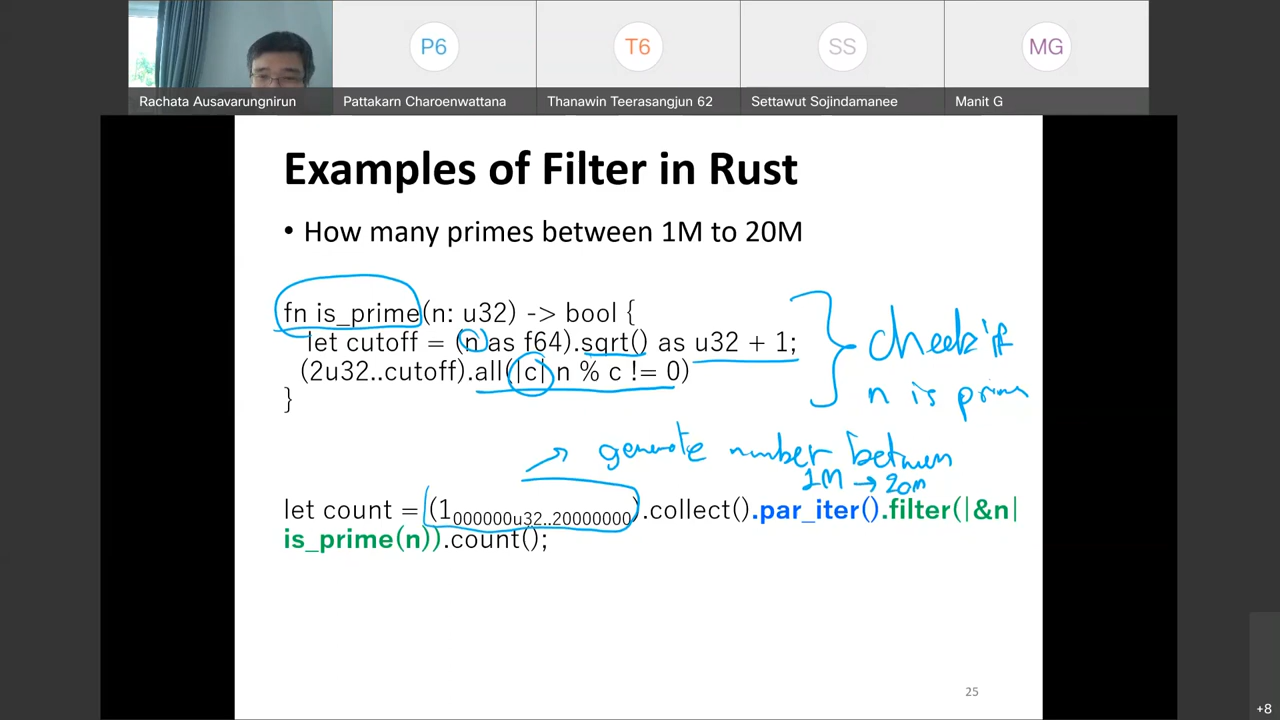 P6
T6
SS
MG
Rachata Ausavarungnirun
Pattakarn Charoenwattana
Thanawin Teerasangjun 62
Settawut Sojindamanee
Manit G
Examples of Filter in Rust
• How many primes between 1M to 20M
fn is_prime(n: u32) -> bool {
let cutoff = (n as f64).sqrt() as u32 + 1;
(2u32..cutoff).all(|c| n % c != 0)
}
check if
n is prime
generate number between
1M → 20m
let count = (1000000u32..20000000).collect().par_iter().filter(|&n|
is_prime(n)).count();
25
+8